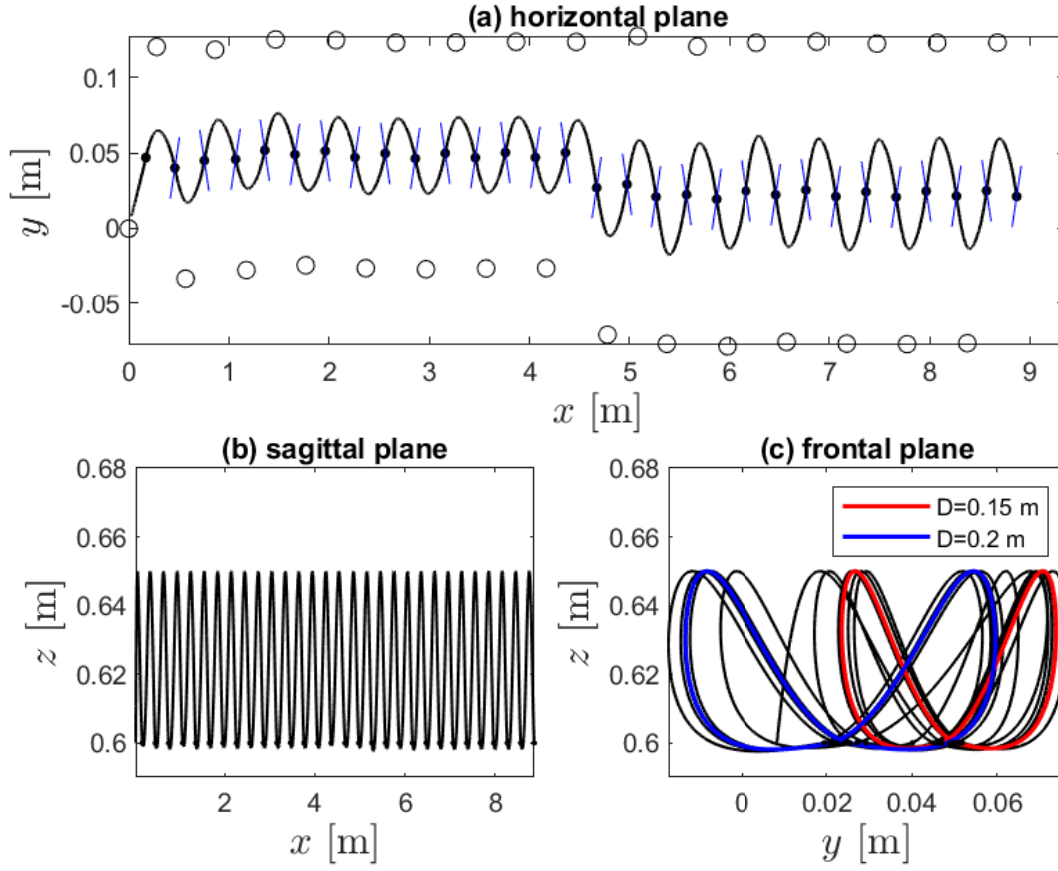 (a) horizontal plane
0.1
0.05
0
-0.05
y [m]
0 1 2 3 4 5 6 7 8 9
x [m]
(b) sagittal plane
0.68
0.66
0.64
0.62
0.6
z [m]
2 4 6 8
x [m]
(c) frontal plane
0.68
0.66
0.64
0.62
0.6
z [m]
D=0.15 m
D=0.2 m
0 0.02 0.04 0.06
y [m]